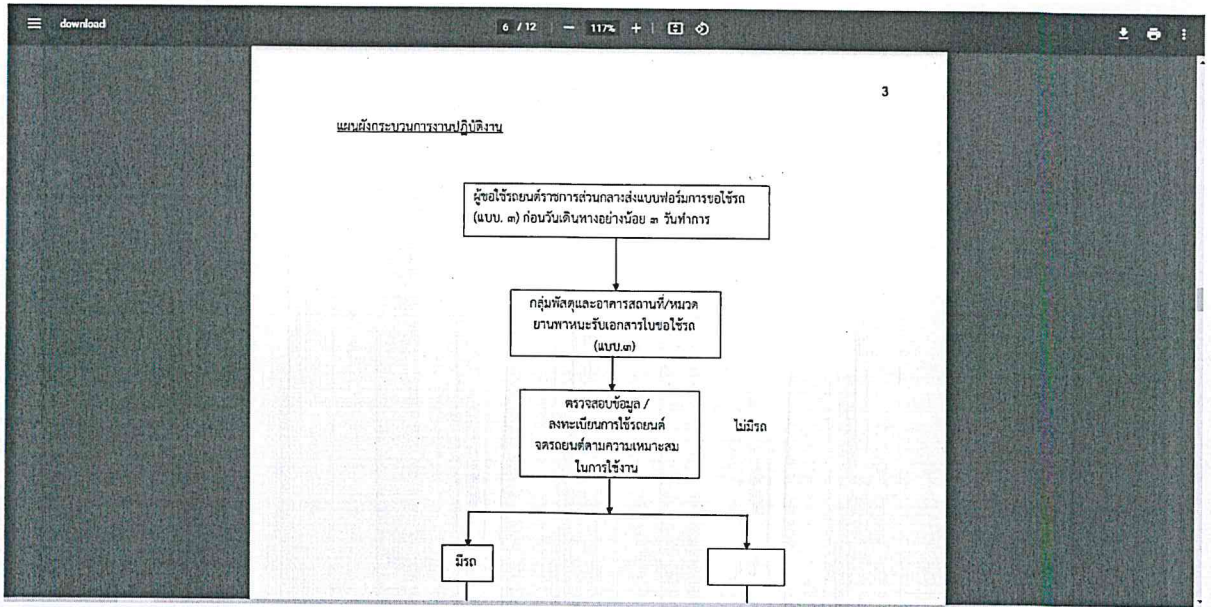 download
6 / 12
117%
3
แผนผังกระบวนการงานปฏิบัติงาน
ผู้ขอใช้รถยนต์ราชการส่วนกลางส่งแบบฟอร์มการขอใช้รถ
(แบบ. ๓) ก่อนวันเดินทางอย่างน้อย ๓ วันทำการ
กลุ่มพัสดุและอาคารสถานที่/หมวด
ยานพาหนะรับเอกสารใบขอใช้รถ
(แบบ.๓)
ตรวจสอบข้อมูล /
ลงทะเบียนการใช้รถยนต์
จดรถยนต์ตามความเหมาะสม
ในการใช้งาน
ไม่มีรถ
มีรถ